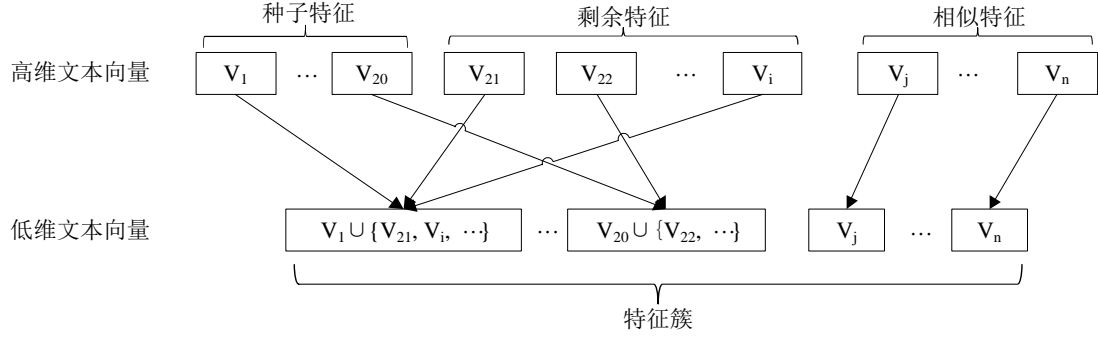 种子特征 剩余特征 相似特征
高维文本向量 V₁ … V₂₀ V₂₁ V₂₂ … Vᵢ Vⱼ … Vₙ
低维文本向量 V₁∪{V₂₁, Vᵢ, …} … V₂₀∪{V₂₂, …} Vⱼ … Vₙ
特征簇